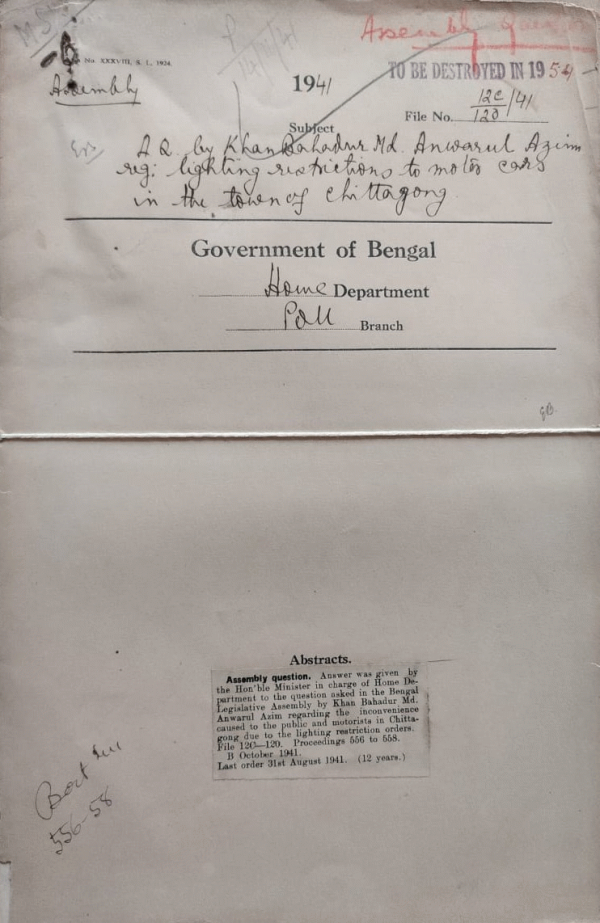 Assembly
No. XXXVIII, S. L., 1924.
TO BE DESTROYED IN 1954
Assembly
1941
12C/120/41
File No.
Subject
A Q. by Khan Bahadur Md. Anwarul Azim
reg: lighting restrictions to motor cars
in the town of Chittagong
Government of Bengal
Home Department
Poll Branch
Abstracts.
Assembly question. Answer was given by
the Hon'ble Minister in charge of Home De-
partment to the question asked in the Bengal
Legislative Assembly by Khan Bahadur Md.
Anwarul Azim regarding the inconvenience
caused to the public and motorists in Chitta-
gong due to the lighting restriction orders.
File 12C—120. Proceedings 556 to 558.
B October 1941.
Last order 31st August 1941. (12 years.)
556-58